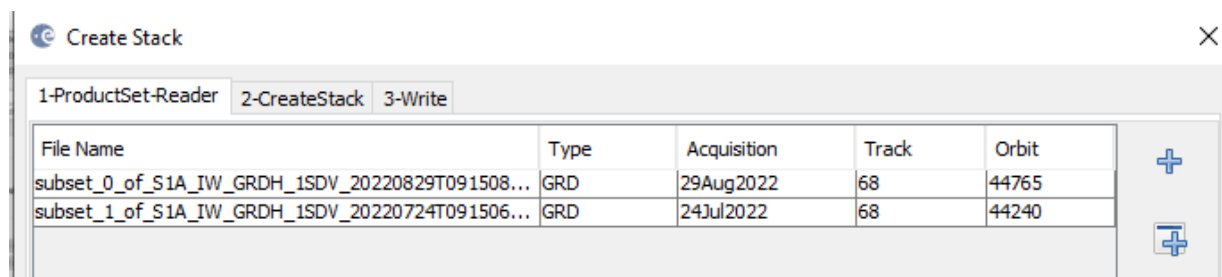 Create Stack
1-ProductSet-Reader 2-CreateStack 3-Write
File Name Type Acquisition Track Orbit
subset_0_of_S1A_IW_GRDH_1SDV_20220829T091508... GRD 29Aug2022 68 44765
subset_1_of_S1A_IW_GRDH_1SDV_20220724T091506... GRD 24Jul2022 68 44240